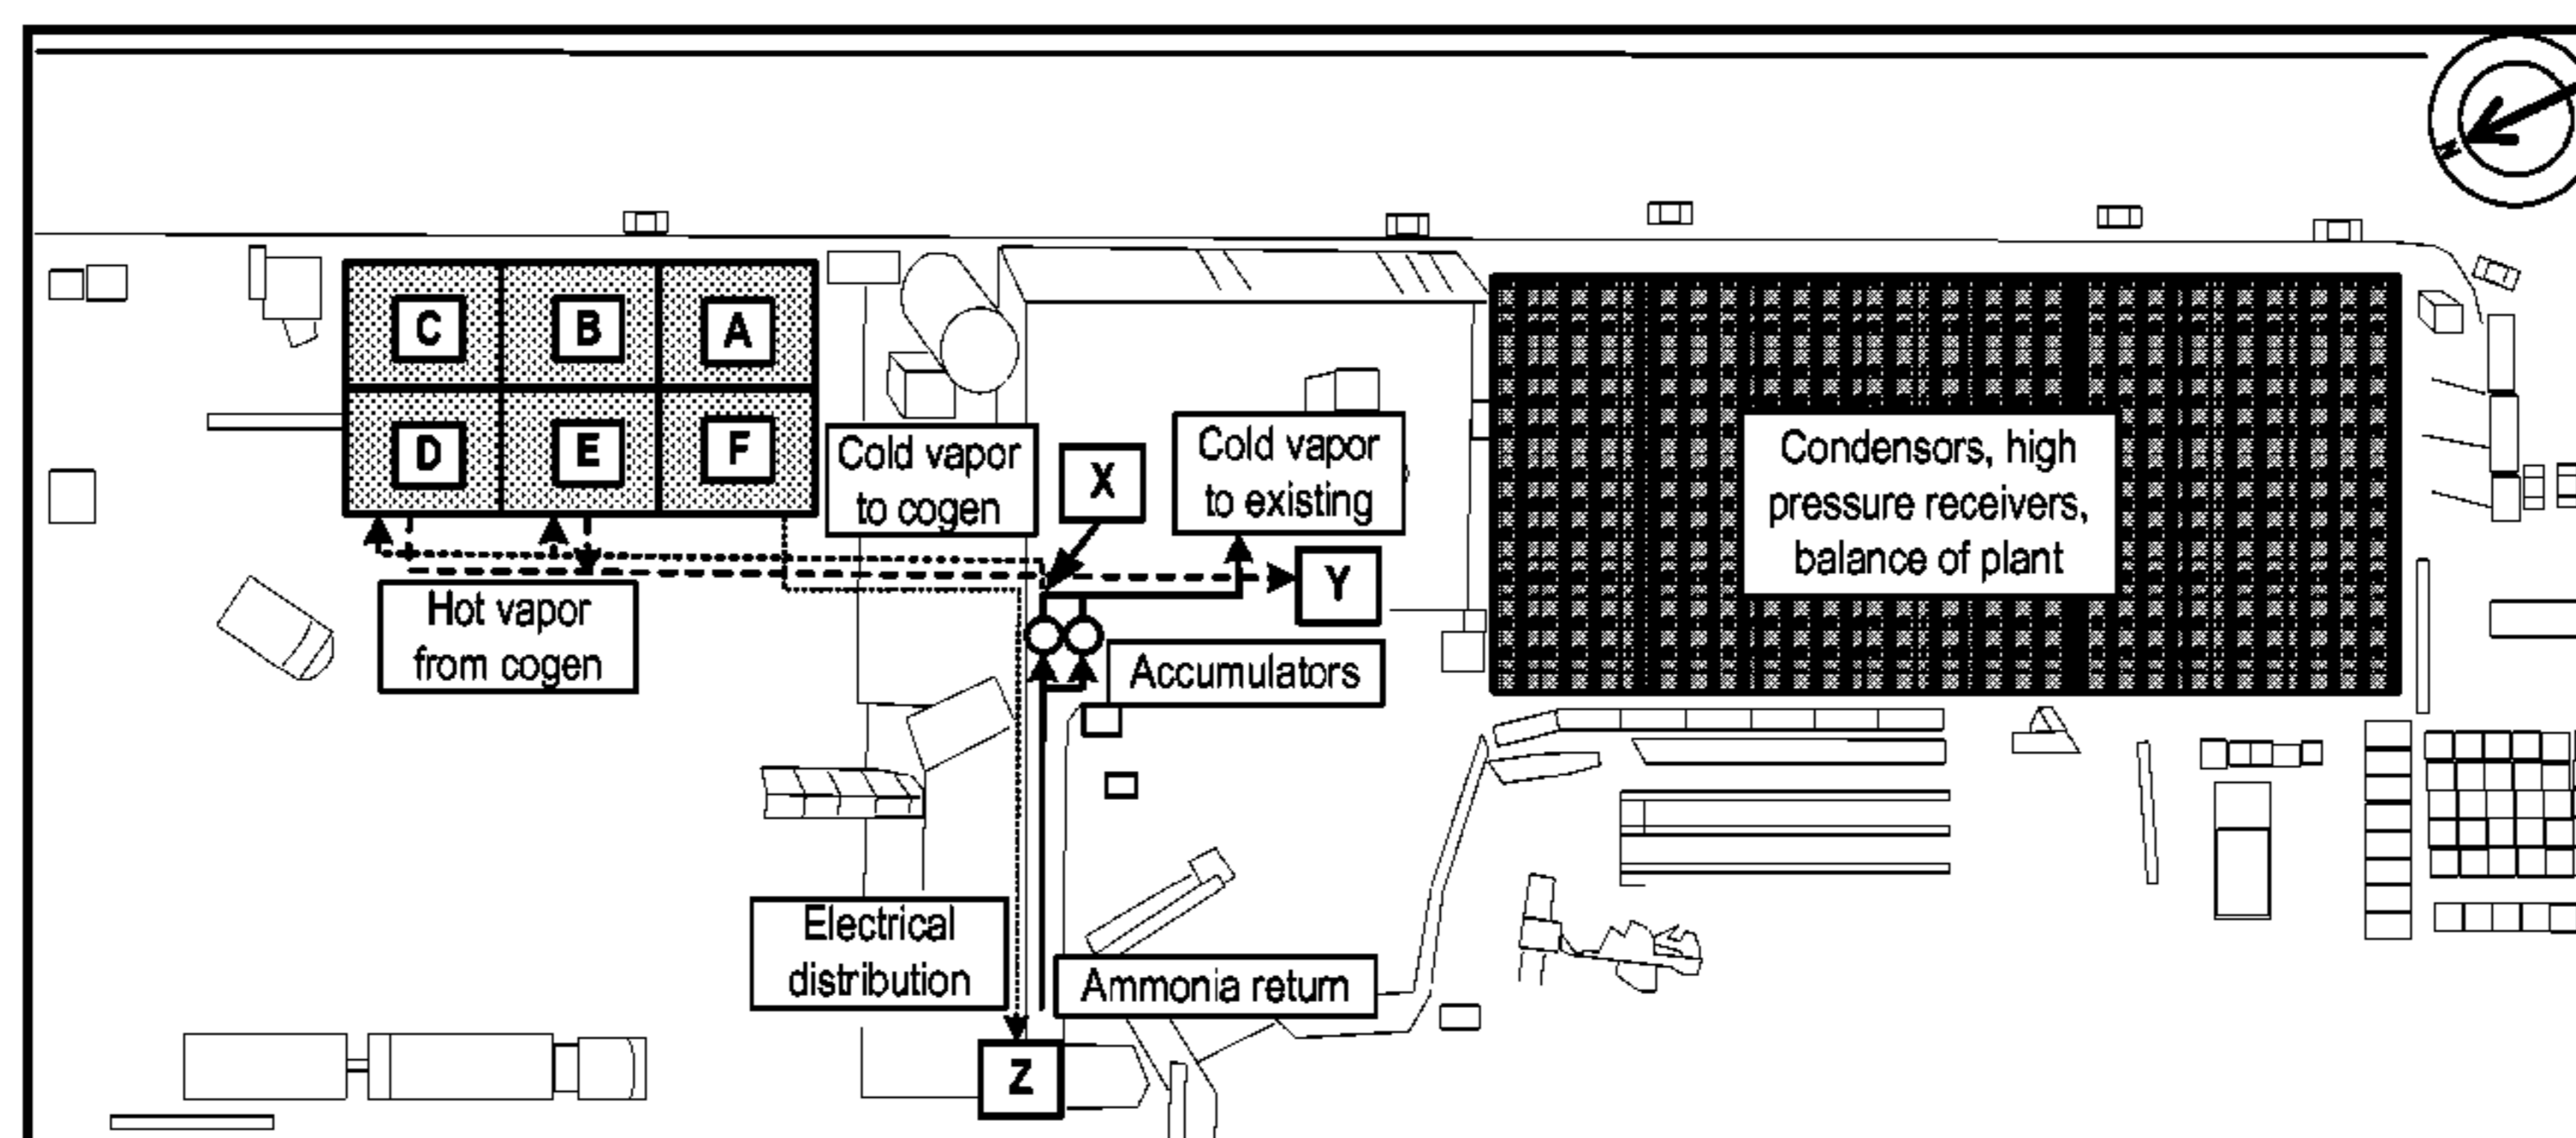 N
C
B
A
D
E
F
Cold vapor
to cogen
X
Cold vapor
to existing
Condensors, high
pressure receivers,
balance of plant
Y
Hot vapor
from cogen
Accumulators
Electrical
distribution
Ammonia return
Z